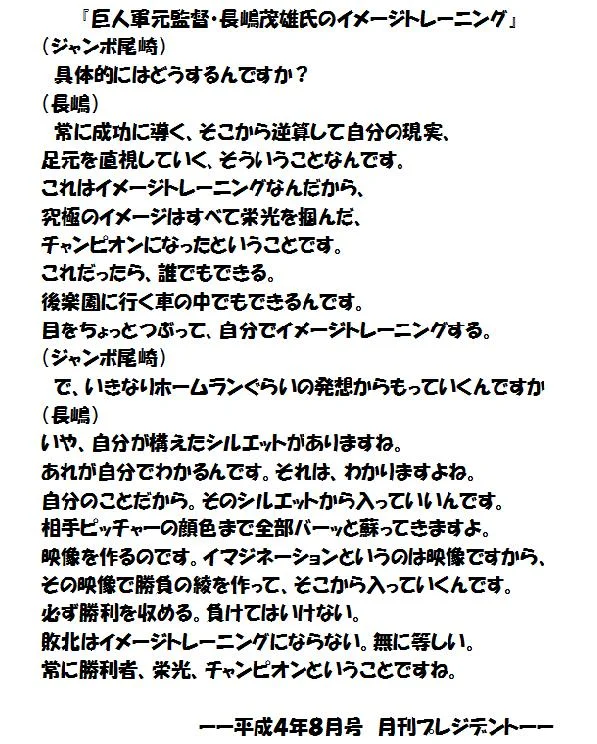 『巨人軍元監督・長嶋茂雄氏のイメージトレーニング』
（ジャンボ尾崎）
具体的にはどうするんですか？
（長嶋）
常に成功に導く、そこから逆算して自分の現実、
足元を直視していく、そういうことなんです。
これはイメージトレーニングなんだから、
究極のイメージはすべて栄光を掴んだ、
チャンピオンになったということです。
これだったら、誰でもできる。
後楽園に行く車の中でもできるんです。
目をちょっとつぶって、自分でイメージトレーニングする。
（ジャンボ尾崎）
で、いきなりホームランぐらいの発想からもっていくんですか
（長嶋）
いや、自分が構えたシルエットがありますね。
あれが自分でわかるんです。それは、わかりますよね。
自分のことだから。そのシルエットから入っていいんです。
相手ピッチャーの顔色まで全部バーッと蘇ってきますよ。
映像を作るのです。イマジネーションというのは映像ですから、
その映像で勝負の綾を作って、そこから入っていくんです。
必ず勝利を収める。負けてはいけない。
敗北はイメージトレーニングにならない。無に等しい。
常に勝利者、栄光、チャンピオンということですね。
ーー平成４年８月号　月刊プレジデントーー